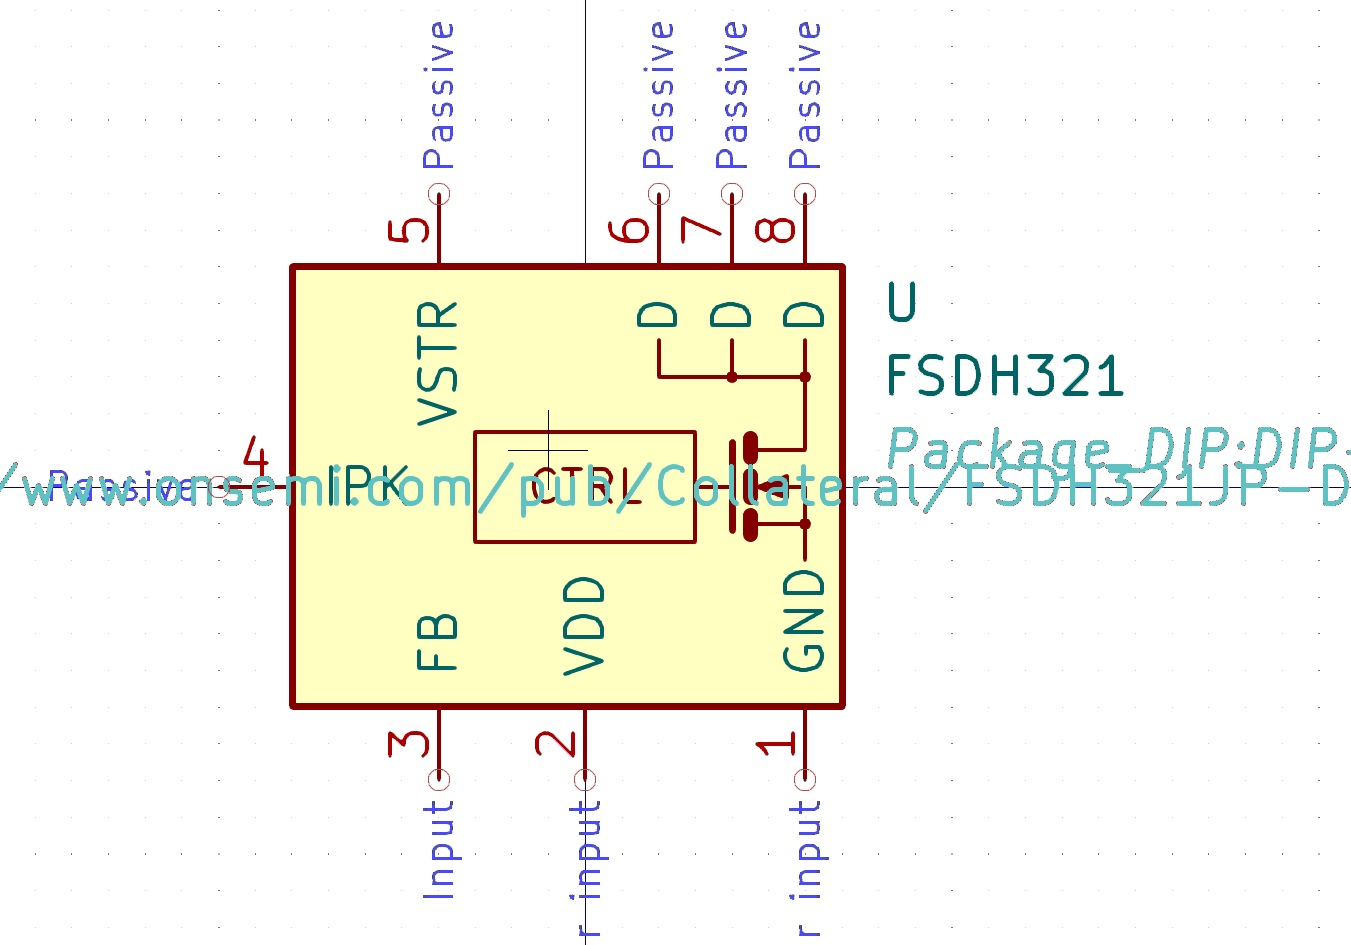 Passive
Passive
Passive
Passive
5
6
7
8
VSTR
D
D
D
U
FSDH321
Package_DIP:DIP-
4
Passive
IPK
CTRL
/www.onsemi.com/pub/Collateral/FSDH321JP-D
FB
VDD
GND
3
2
1
Input
r input
r input